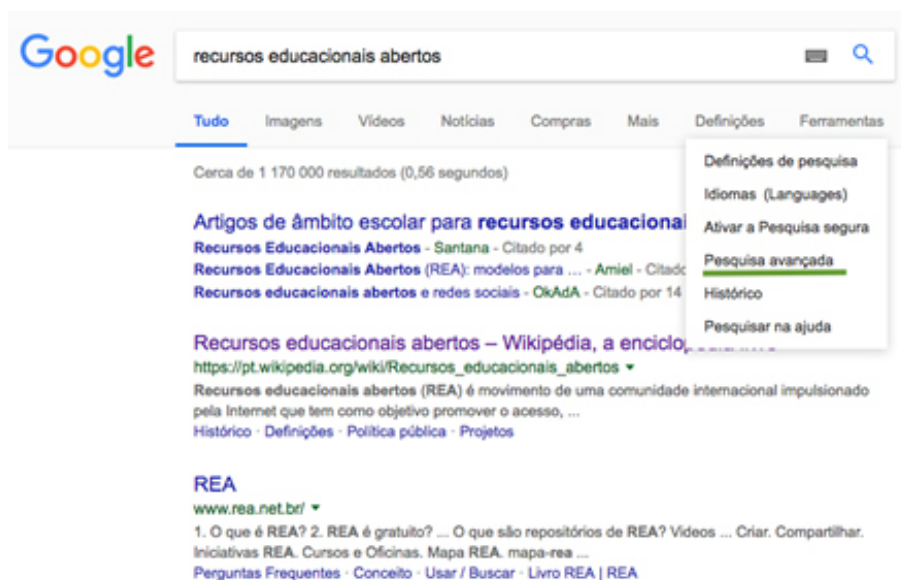 Google
recursos educacionais abertos
Tudo Imagens Vídeos Notícias Compras Mais Definições Ferramentas
Cerca de 1 170 000 resultados (0,56 segundos)
Definições de pesquisa
Idiomas (Languages)
Ativar a Pesquisa segura
Pesquisa avançada
Histórico
Pesquisar na ajuda
Artigos de âmbito escolar para recursos educacionai
Recursos Educacionais Abertos - Santana - Citado por 4
Recursos Educacionais Abertos (REA): modelos para ... - Amiel - Citado
Recursos educacionais abertos e redes sociais - OkAdA - Citado por 14
Recursos educacionais abertos – Wikipédia, a enciclopédia livre
https://pt.wikipedia.org/wiki/Recursos_educacionais_abertos
Recursos educacionais abertos (REA) é movimento de uma comunidade internacional impulsionado
pela Internet que tem como objetivo promover o acesso, ...
Histórico · Definições · Política pública · Projetos
REA
www.rea.net.br/
1. O que é REA? 2. REA é gratuito? ... O que são repositórios de REA? Videos ... Criar. Compartilhar.
Iniciativas REA. Cursos e Oficinas. Mapa REA. mapa-rea ...
Perguntas Frequentes · Conceito · Usar / Buscar · Livro REA | REA